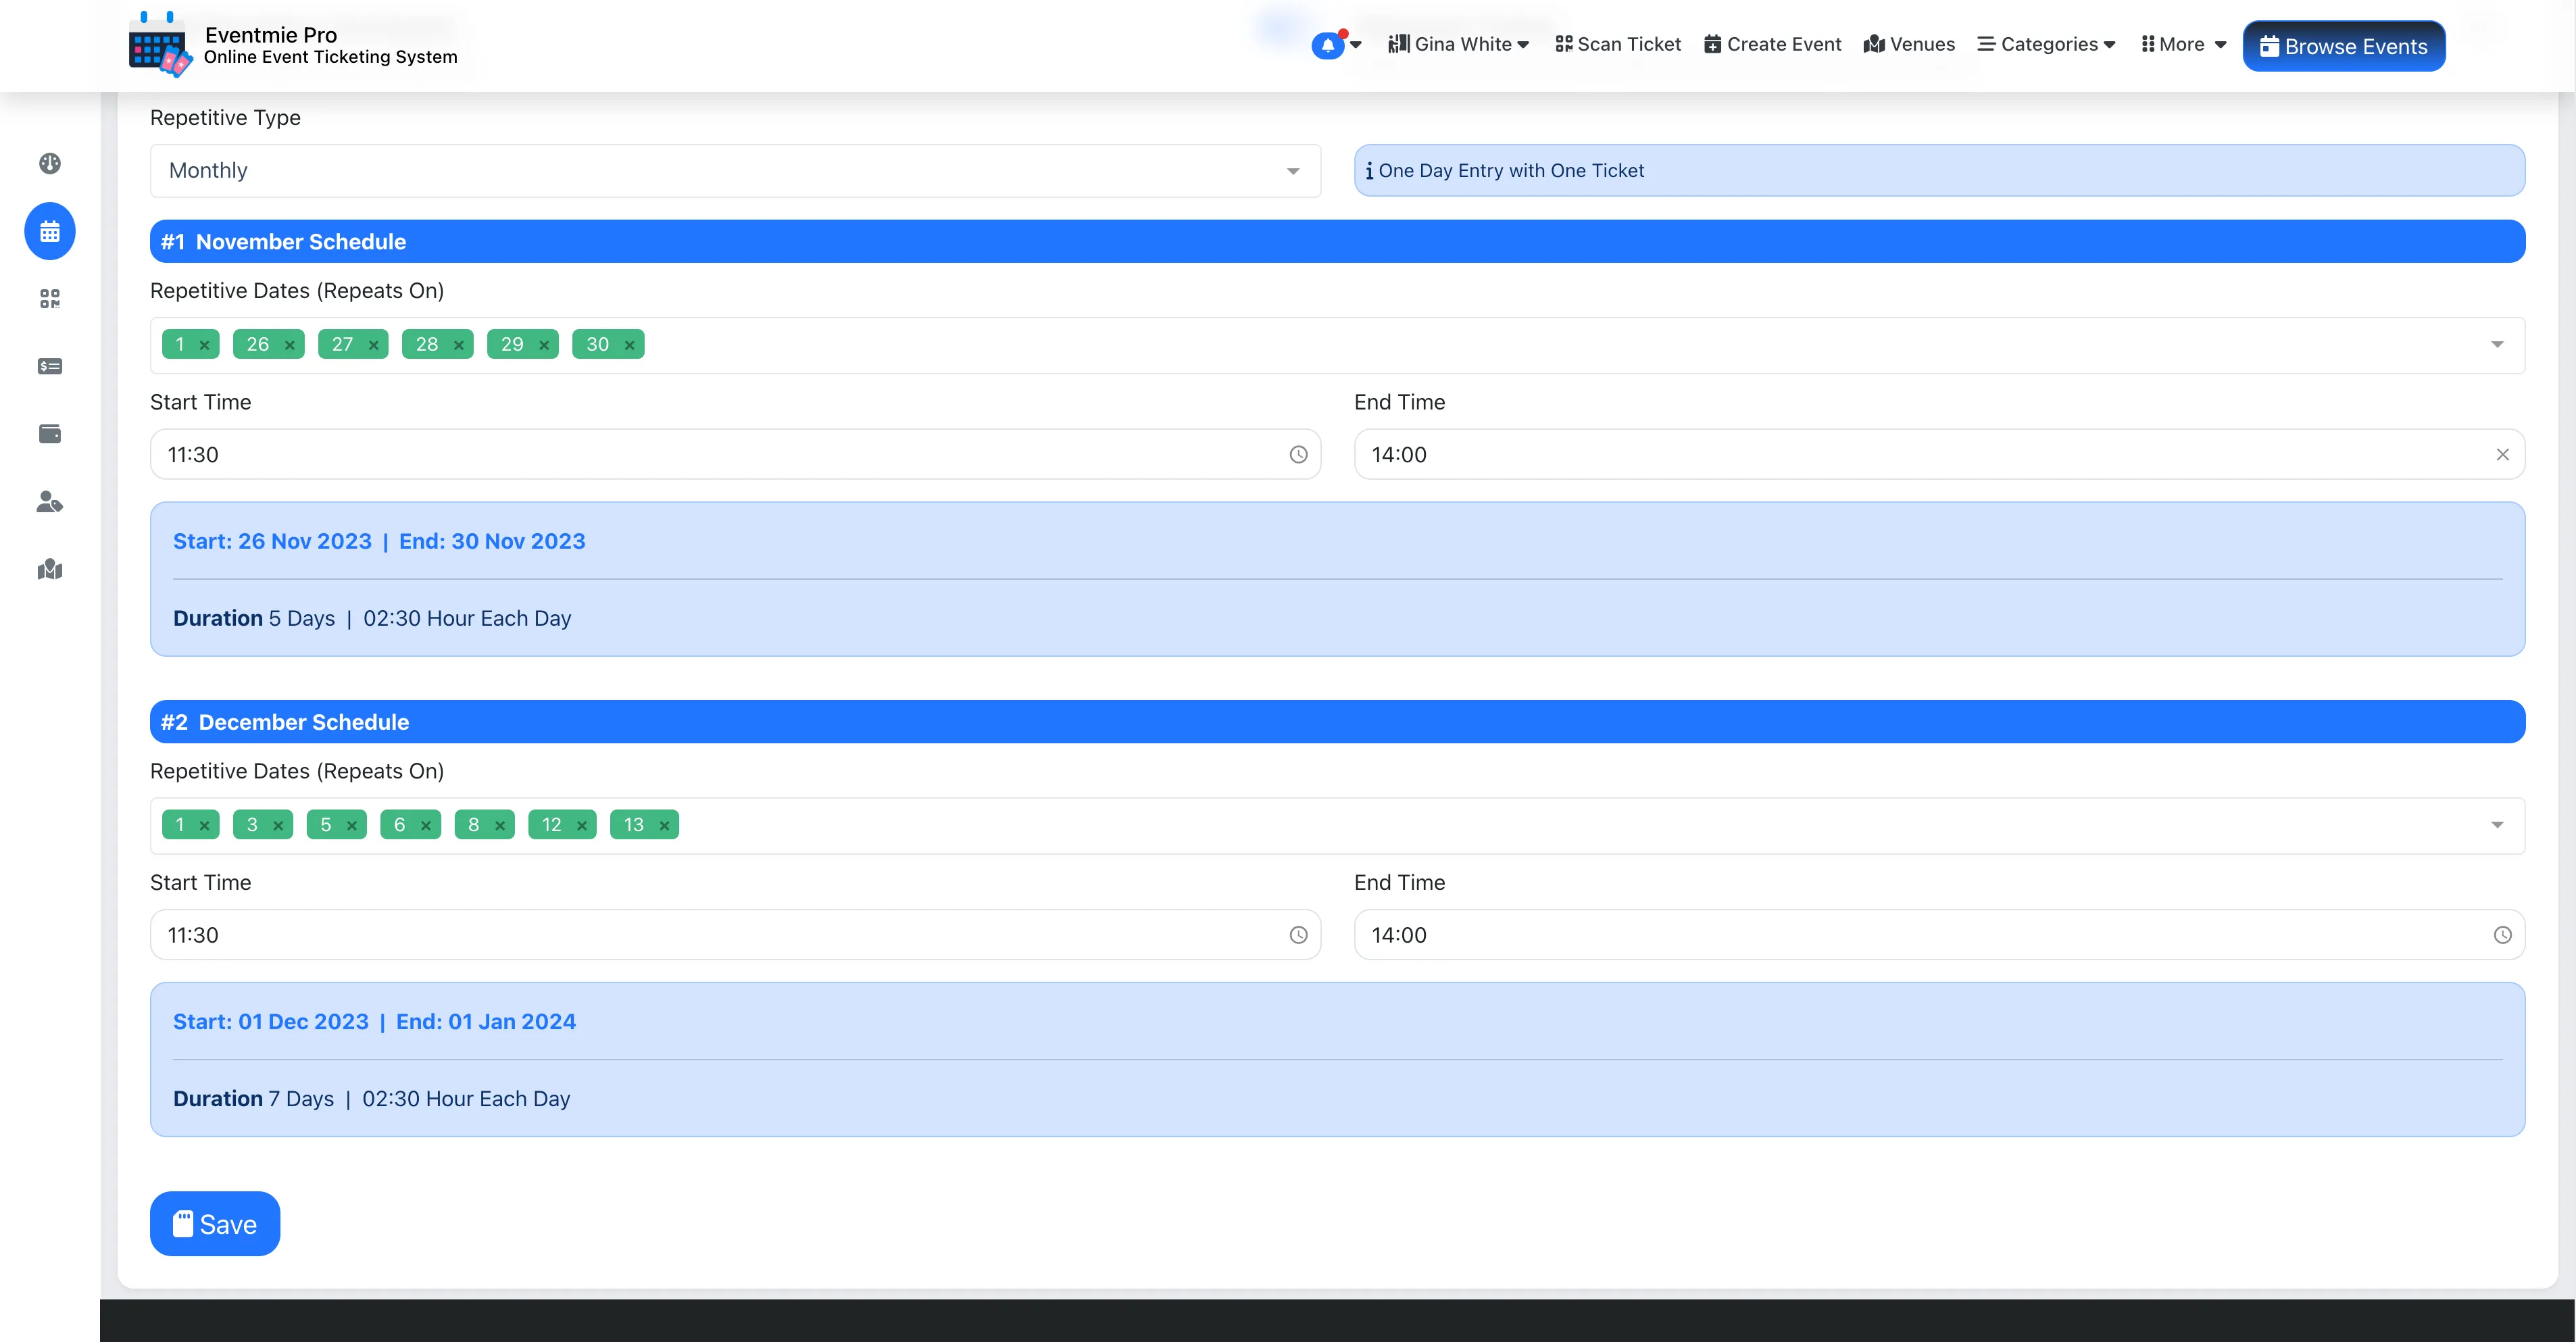 Eventmie Pro
Online Event Ticketing System
Gina White
Scan Ticket
Create Event
Venues
Categories
More
Browse Events
Repetitive Type
Monthly
One Day Entry with One Ticket
#1 November Schedule
Repetitive Dates (Repeats On)
1 × 26 × 27 × 28 × 29 × 30 ×
Start Time
End Time
11:30
14:00
Start: 26 Nov 2023 | End: 30 Nov 2023
Duration 5 Days | 02:30 Hour Each Day
#2 December Schedule
Repetitive Dates (Repeats On)
1 × 3 × 5 × 6 × 8 × 12 × 13 ×
Start Time
End Time
11:30
14:00
Start: 01 Dec 2023 | End: 01 Jan 2024
Duration 7 Days | 02:30 Hour Each Day
Save